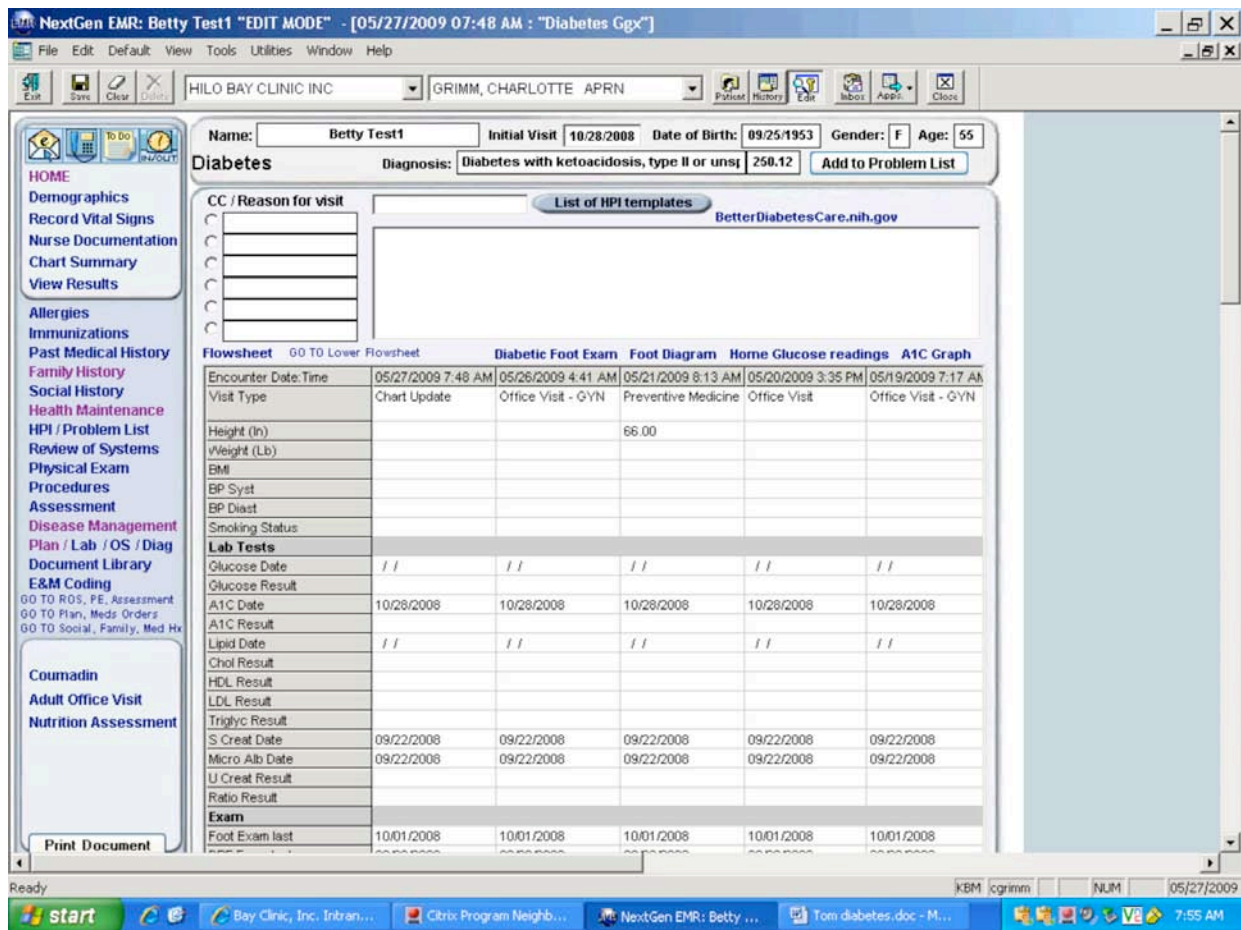 NextGen EMR: Betty Test1 "EDIT MODE" - [05/27/2009 07:48 AM : "Diabetes Ggx"]
File Edit Default View Tools Utilities Window Help
Exit Save Clear Delete HILO BAY CLINIC INC GRIMM, CHARLOTTE APRN Patient History Edit Inbox Apps. Close
To Do IN/OUT
HOME
Demographics
Record Vital Signs
Nurse Documentation
Chart Summary
View Results
Allergies
Immunizations
Past Medical History
Family History
Social History
Health Maintenance
HPI / Problem List
Review of Systems
Physical Exam
Procedures
Assessment
Disease Management
Plan / Lab / OS / Diag
Document Library
E&M Coding
GO TO ROS, PE, Assessment
GO TO Plan, Meds Orders
GO TO Social, Family, Med Hx
Coumadin
Adult Office Visit
Nutrition Assessment
Print Document
Name: Betty Test1 Initial Visit 10/28/2008 Date of Birth: 09/25/1953 Gender: F Age: 55
Diabetes Diagnosis: Diabetes with ketoacidosis, type II or uns 250.12 Add to Problem List
CC / Reason for visit List of HPI templates
BetterDiabetesCare.nih.gov
Flowsheet GO TO Lower Flowsheet Diabetic Foot Exam Foot Diagram Home Glucose readings A1C Graph
Encounter Date:Time 05/27/2009 7:48 AM 05/26/2009 4:41 AM 05/21/2009 8:13 AM 05/20/2009 3:35 PM 05/19/2009 7:17 AM
Visit Type Chart Update Office Visit - GYN Preventive Medicine Office Visit Office Visit - GYN
Height (In) 66.00
Weight (Lb)
BMI
BP Syst
BP Diast
Smoking Status
Lab Tests
Glucose Date / / / / / / / / / /
Glucose Result
A1C Date 10/28/2008 10/28/2008 10/28/2008 10/28/2008 10/28/2008
A1C Result
Lipid Date / / / / / / / / / /
Chol Result
HDL Result
LDL Result
Triglyc Result
S Creat Date 09/22/2008 09/22/2008 09/22/2008 09/22/2008 09/22/2008
Micro Alb Date 09/22/2008 09/22/2008 09/22/2008 09/22/2008 09/22/2008
U Creat Result
Ratio Result
Exam
Foot Exam last 10/01/2008 10/01/2008 10/01/2008 10/01/2008 10/01/2008
Ready KBM cgrimm NUM 05/27/2009
start Bay Clinic, Inc. Intran... Citrix Program Neighb... NextGen EMR: Betty ... Tom diabetes.doc - M... 7:55 AM